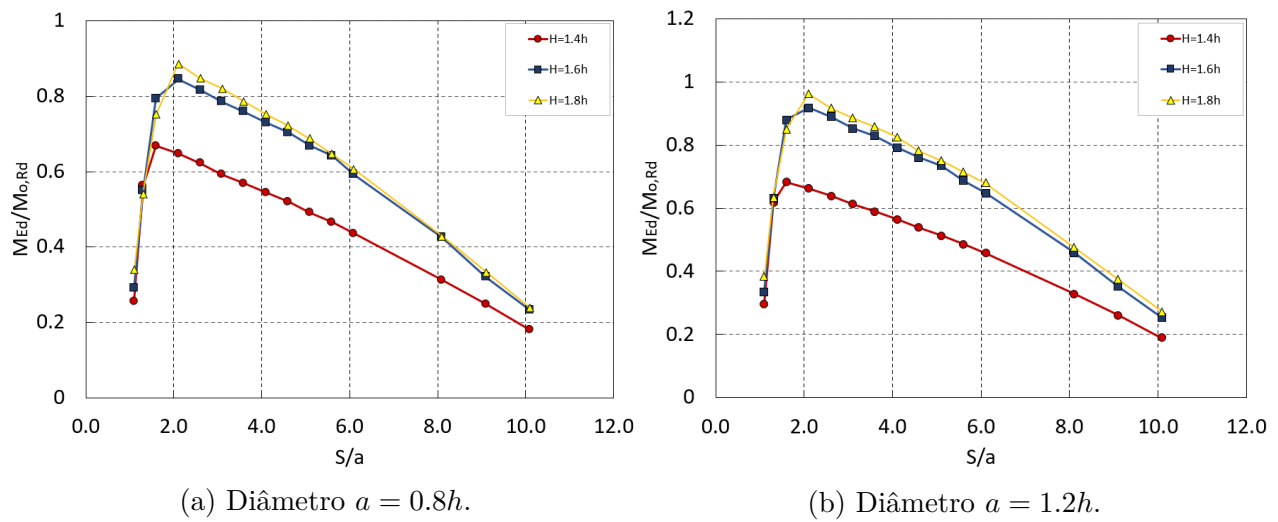 1
0.8
0.6
0.4
0.2
0
MEd/Mo,Rd
0.0 2.0 4.0 6.0 8.0 10.0 12.0
S/a
H=1.4h
H=1.6h
H=1.8h
(a) Diâmetro a = 0.8h.
1.2
1
0.8
0.6
0.4
0.2
0
MEd/Mo,Rd
0.0 2.0 4.0 6.0 8.0 10.0 12.0
S/a
H=1.4h
H=1.6h
H=1.8h
(b) Diâmetro a = 1.2h.